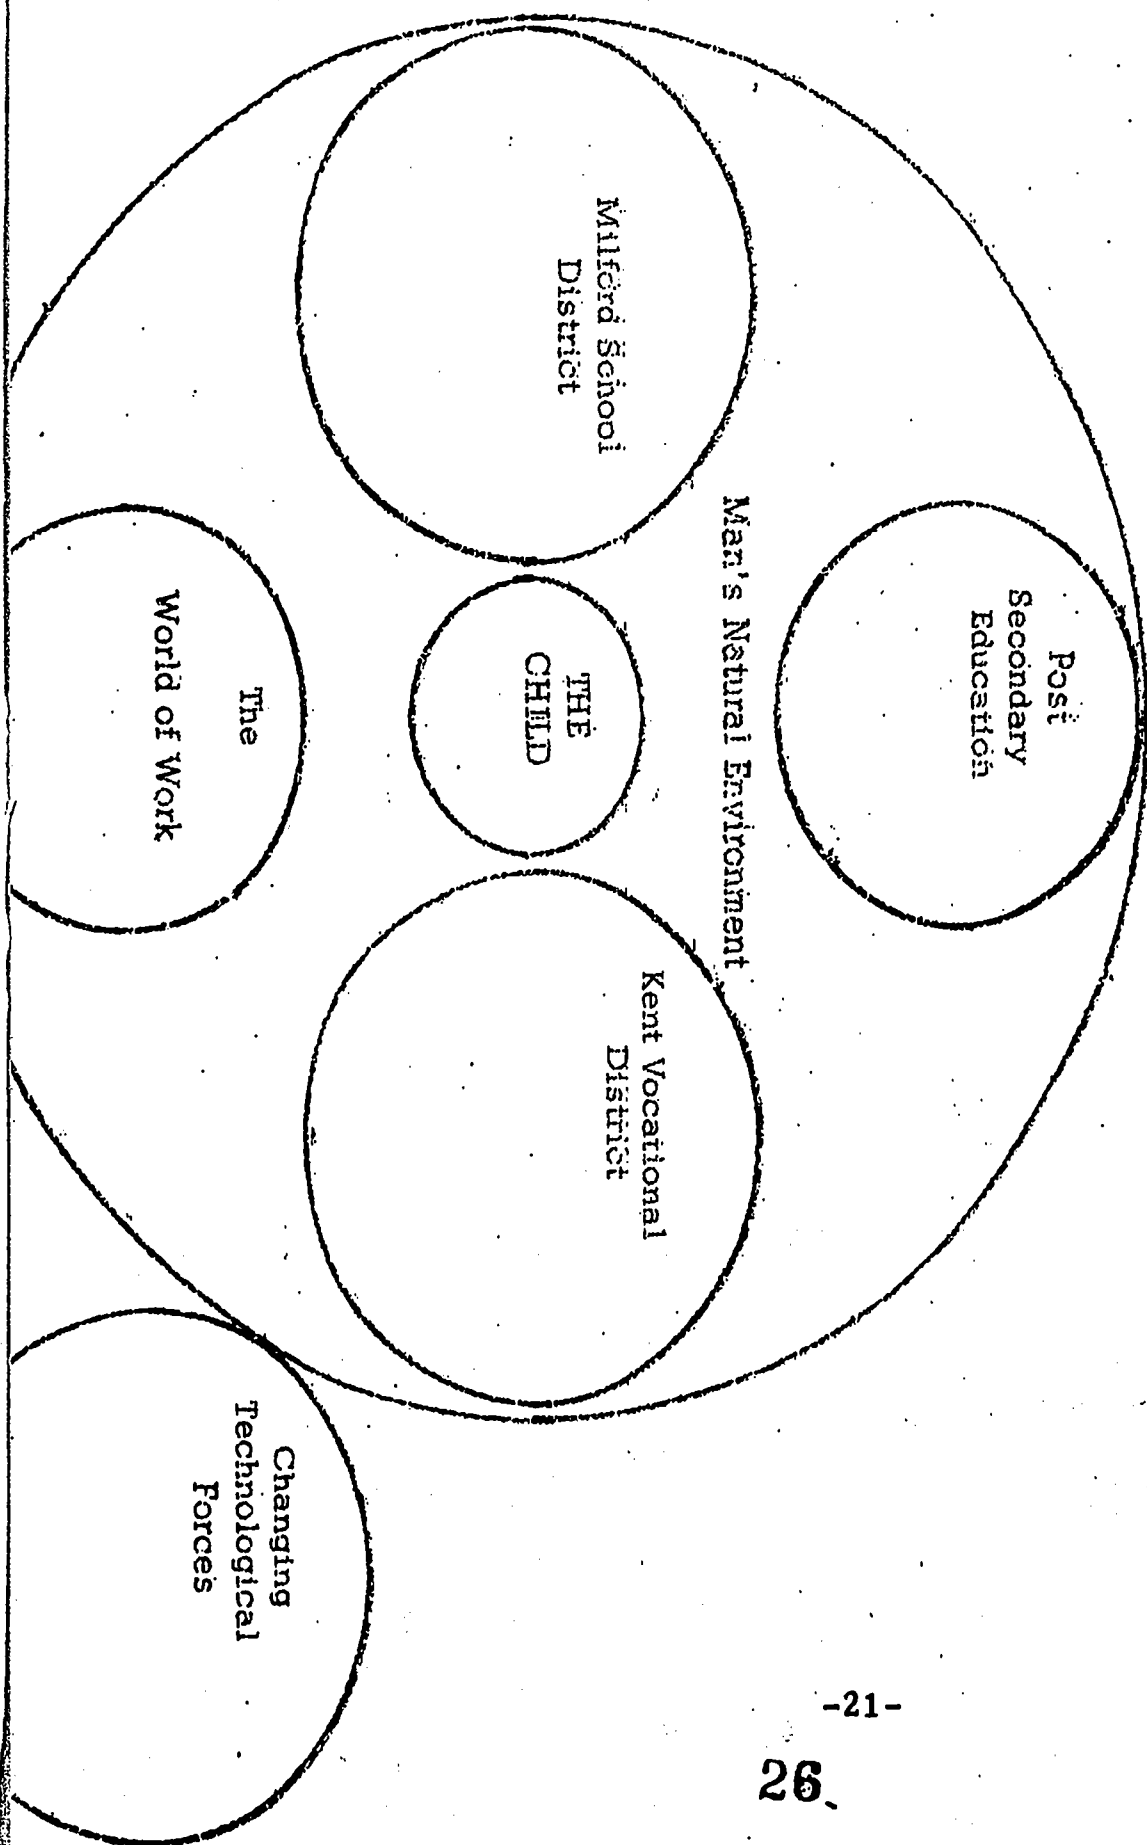 Post
Secondary
Education
Man's Natural Environment
Milford School
District
THE
CHILD
Kent Vocational
District
The
World of Work
Changing
Technological
Forces
-21-
26